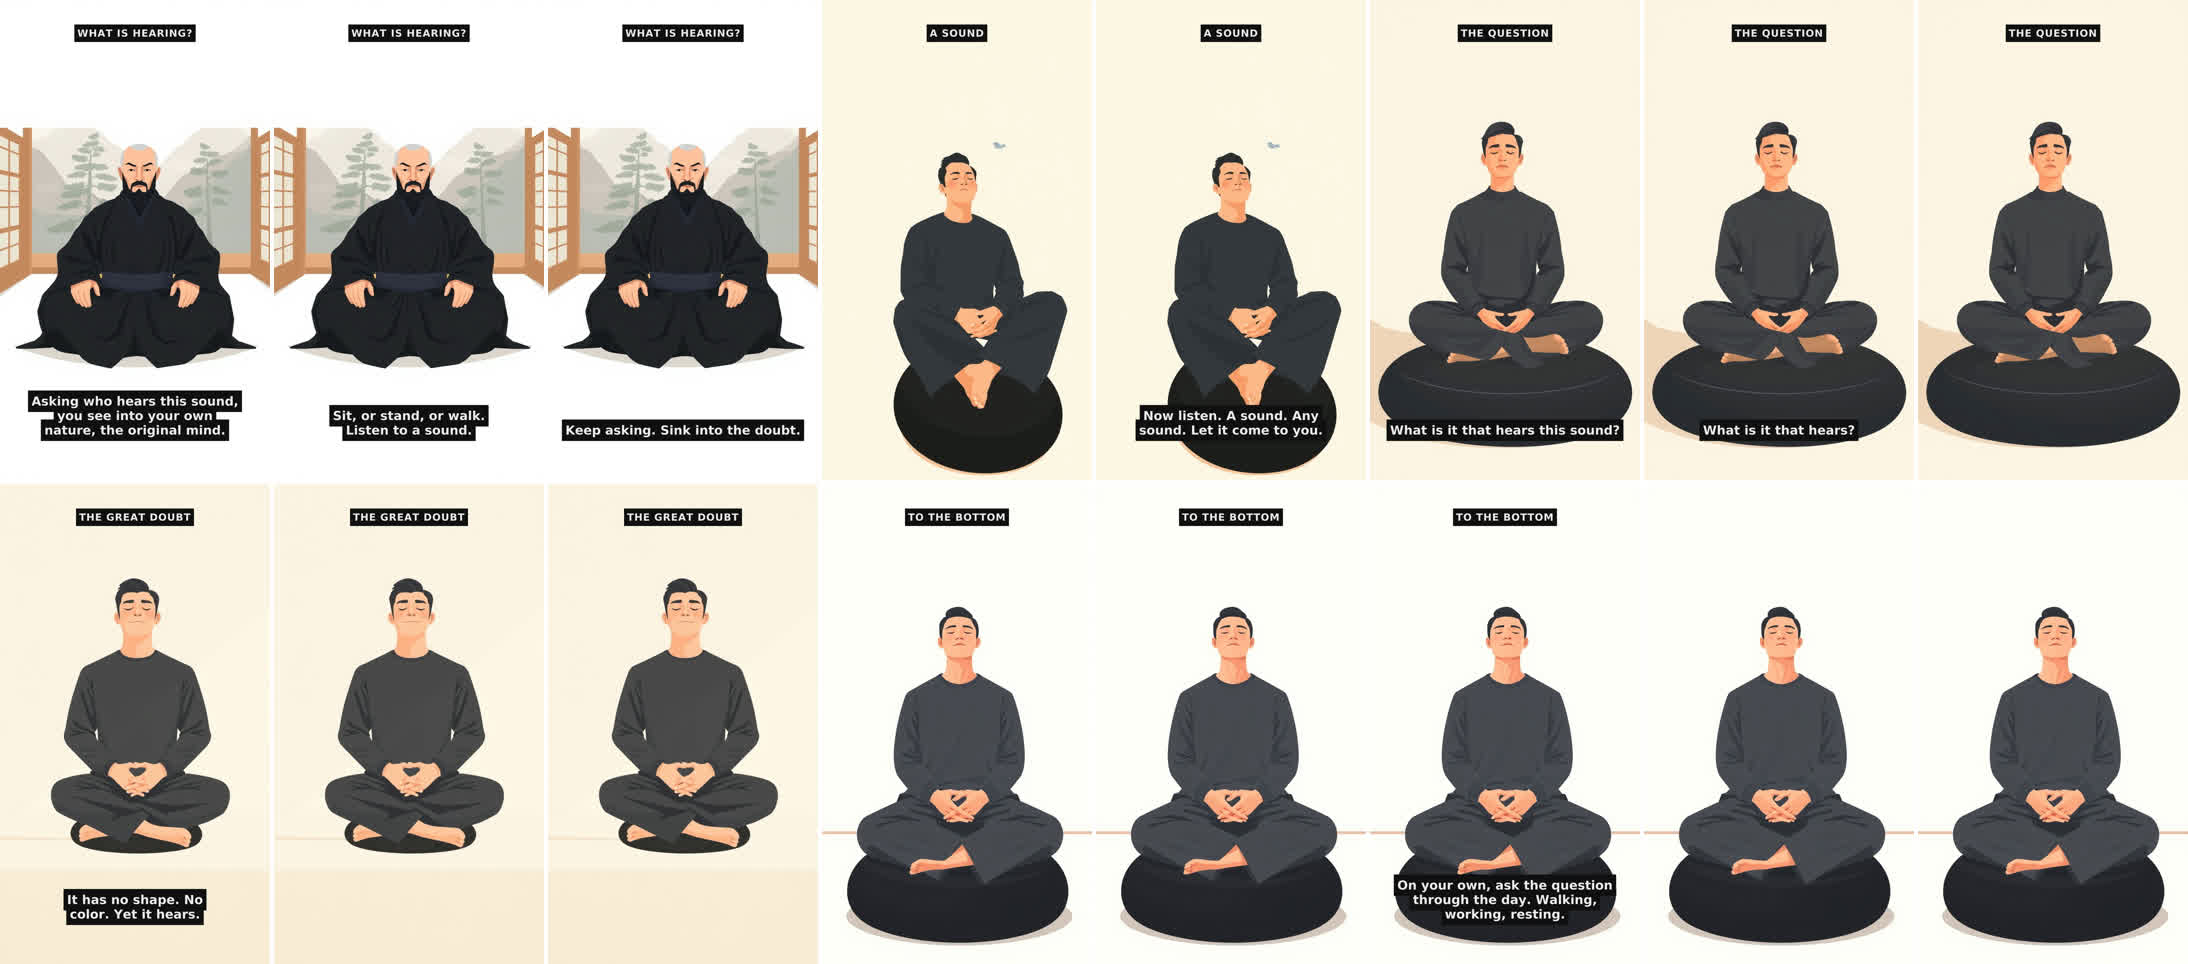 WHAT IS HEARING?
Asking who hears this sound,
you see into your own
nature, the original mind.
WHAT IS HEARING?
Sit, or stand, or walk.
Listen to a sound.
WHAT IS HEARING?
Keep asking. Sink into the doubt.
A SOUND
A SOUND
Now listen. A sound. Any
sound. Let it come to you.
THE QUESTION
What is it that hears this sound?
THE QUESTION
What is it that hears?
THE QUESTION
THE GREAT DOUBT
It has no shape. No
color. Yet it hears.
THE GREAT DOUBT
THE GREAT DOUBT
TO THE BOTTOM
TO THE BOTTOM
TO THE BOTTOM
On your own, ask the question
through the day. Walking,
working, resting.